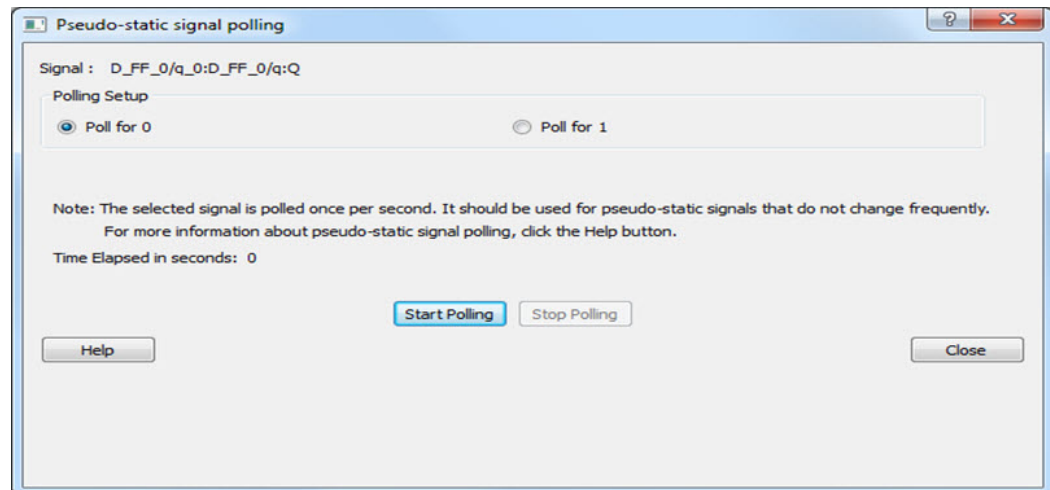 Pseudo-static signal polling
?
Signal : D_FF_0/q_0:D_FF_0/q:Q
Polling Setup
Poll for 0 Poll for 1
Note: The selected signal is polled once per second. It should be used for pseudo-static signals that do not change frequently.
For more information about pseudo-static signal polling, click the Help button.
Time Elapsed in seconds: 0
Start Polling Stop Polling
Help Close